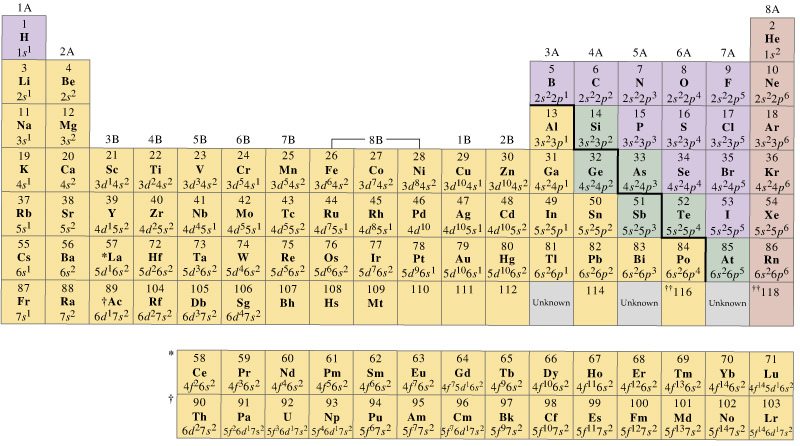 1A 8A
1 2
H He
1s¹ 1s²
2A 3A 4A 5A 6A 7A
3 4 5 6 7 8 9 10
Li Be B C N O F Ne
2s¹ 2s² 2s²2p¹ 2s²2p² 2s²2p³ 2s²2p⁴ 2s²2p⁵ 2s²2p⁶
11 12 13 14 15 16 17 18
Na Mg Al Si P S Cl Ar
3s¹ 3s² 3s²3p¹ 3s²3p² 3s²3p³ 3s²3p⁴ 3s²3p⁵ 3s²3p⁶
3B 4B 5B 6B 7B 8B 1B 2B
19 20 21 22 23 24 25 26 27 28 29 30 31 32 33 34 35 36
K Ca Sc Ti V Cr Mn Fe Co Ni Cu Zn Ga Ge As Se Br Kr
4s¹ 4s² 3d¹4s² 3d²4s² 3d³4s² 3d⁵4s¹ 3d⁵4s² 3d⁶4s² 3d⁷4s² 3d⁸4s² 3d¹⁰4s¹ 3d¹⁰4s² 4s²4p¹ 4s²4p² 4s²4p³ 4s²4p⁴ 4s²4p⁵ 4s²4p⁶
37 38 39 40 41 42 43 44 45 46 47 48 49 50 51 52 53 54
Rb Sr Y Zr Nb Mo Tc Ru Rh Pd Ag Cd In Sn Sb Te I Xe
5s¹ 5s² 4d¹5s² 4d²5s² 4d⁴5s¹ 4d⁵5s¹ 4d⁵5s² 4d⁷5s¹ 4d⁸5s¹ 4d¹⁰ 4d¹⁰5s¹ 4d¹⁰5s² 5s²5p¹ 5s²5p² 5s²5p³ 5s²5p⁴ 5s²5p⁵ 5s²5p⁶
55 56 57 72 73 74 75 76 77 78 79 80 81 82 83 84 85 86
Cs Ba *La Hf Ta W Re Os Ir Pt Au Hg Tl Pb Bi Po At Rn
6s¹ 6s² 5d¹6s² 5d²6s² 5d³6s² 5d⁴6s² 5d⁵6s² 5d⁶6s² 5d⁷6s² 5d⁹6s¹ 5d¹⁰6s¹ 5d¹⁰6s² 6s²6p¹ 6s²6p² 6s²6p³ 6s²6p⁴ 6s²6p⁵ 6s²6p⁶
87 88 89 104 105 106 107 108 109 110 111 112 Unknown 114 Unknown ††116 Unknown ††118
Fr Ra †Ac Rf Db Sg Bh Hs Mt
7s¹ 7s² 6d¹7s² 6d²7s² 6d³7s² 6d⁴7s²
* 58 59 60 61 62 63 64 65 66 67 68 69 70 71
Ce Pr Nd Pm Sm Eu Gd Tb Dy Ho Er Tm Yb Lu
4f²6s² 4f³6s² 4f⁴6s² 4f⁵6s² 4f⁶6s² 4f⁷6s² 4f⁷5d¹6s² 4f⁹6s² 4f¹⁰6s² 4f¹¹6s² 4f¹²6s² 4f¹³6s² 4f¹⁴6s² 4f¹⁴5d¹6s²
† 90 91 92 93 94 95 96 97 98 99 100 101 102 103
Th Pa U Np Pu Am Cm Bk Cf Es Fm Md No Lr
6d²7s² 5f²6d¹7s² 5f³6d¹7s² 5f⁴6d¹7s² 5f⁶7s² 5f⁷7s² 5f⁷6d¹7s² 5f⁹7s² 5f¹⁰7s² 5f¹¹7s² 5f¹²7s² 5f¹³7s² 5f¹⁴7s² 5f¹⁴6d¹7s²